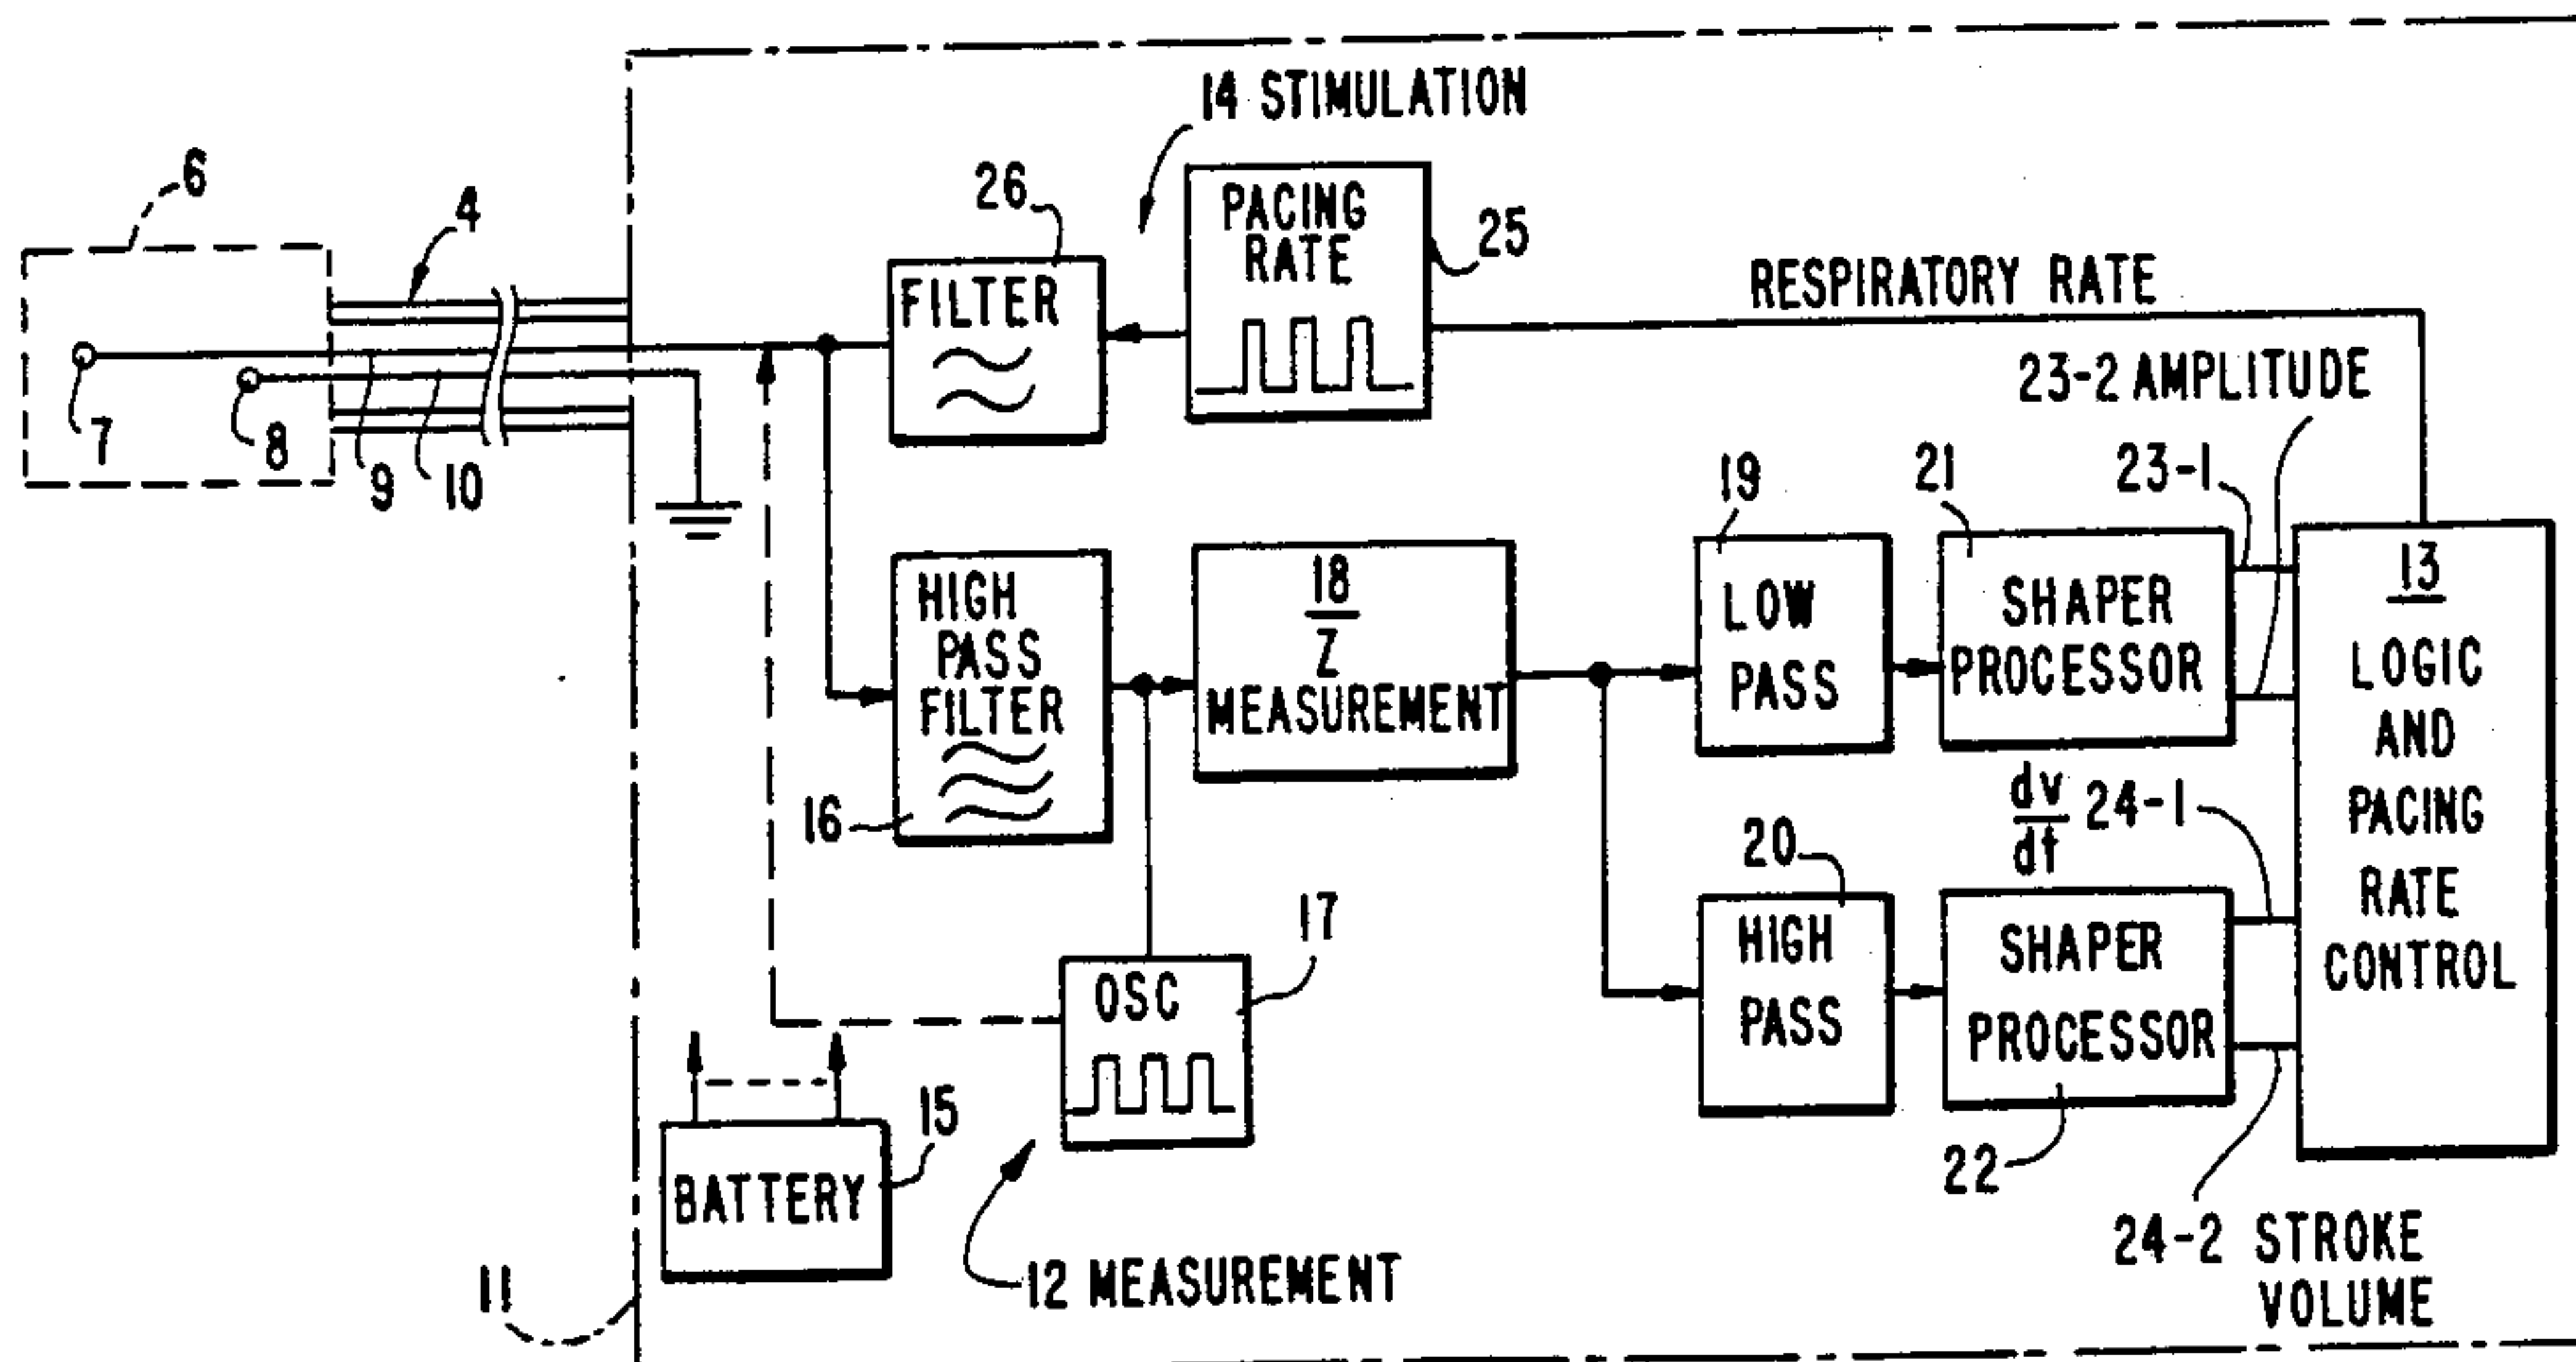 14 STIMULATION
6
4
26
PACING
RATE
25
FILTER
RESPIRATORY RATE
23-2 AMPLITUDE
7
8
9
10
19
21
23-1
HIGH
PASS
FILTER
16
18
Z
MEASUREMENT
LOW
PASS
SHAPER
PROCESSOR
13
LOGIC
AND
PACING
RATE
CONTROL
dv
dt
24-1
20
17
OSC
HIGH
PASS
SHAPER
PROCESSOR
15
BATTERY
22
12 MEASUREMENT
11
24-2 STROKE
VOLUME